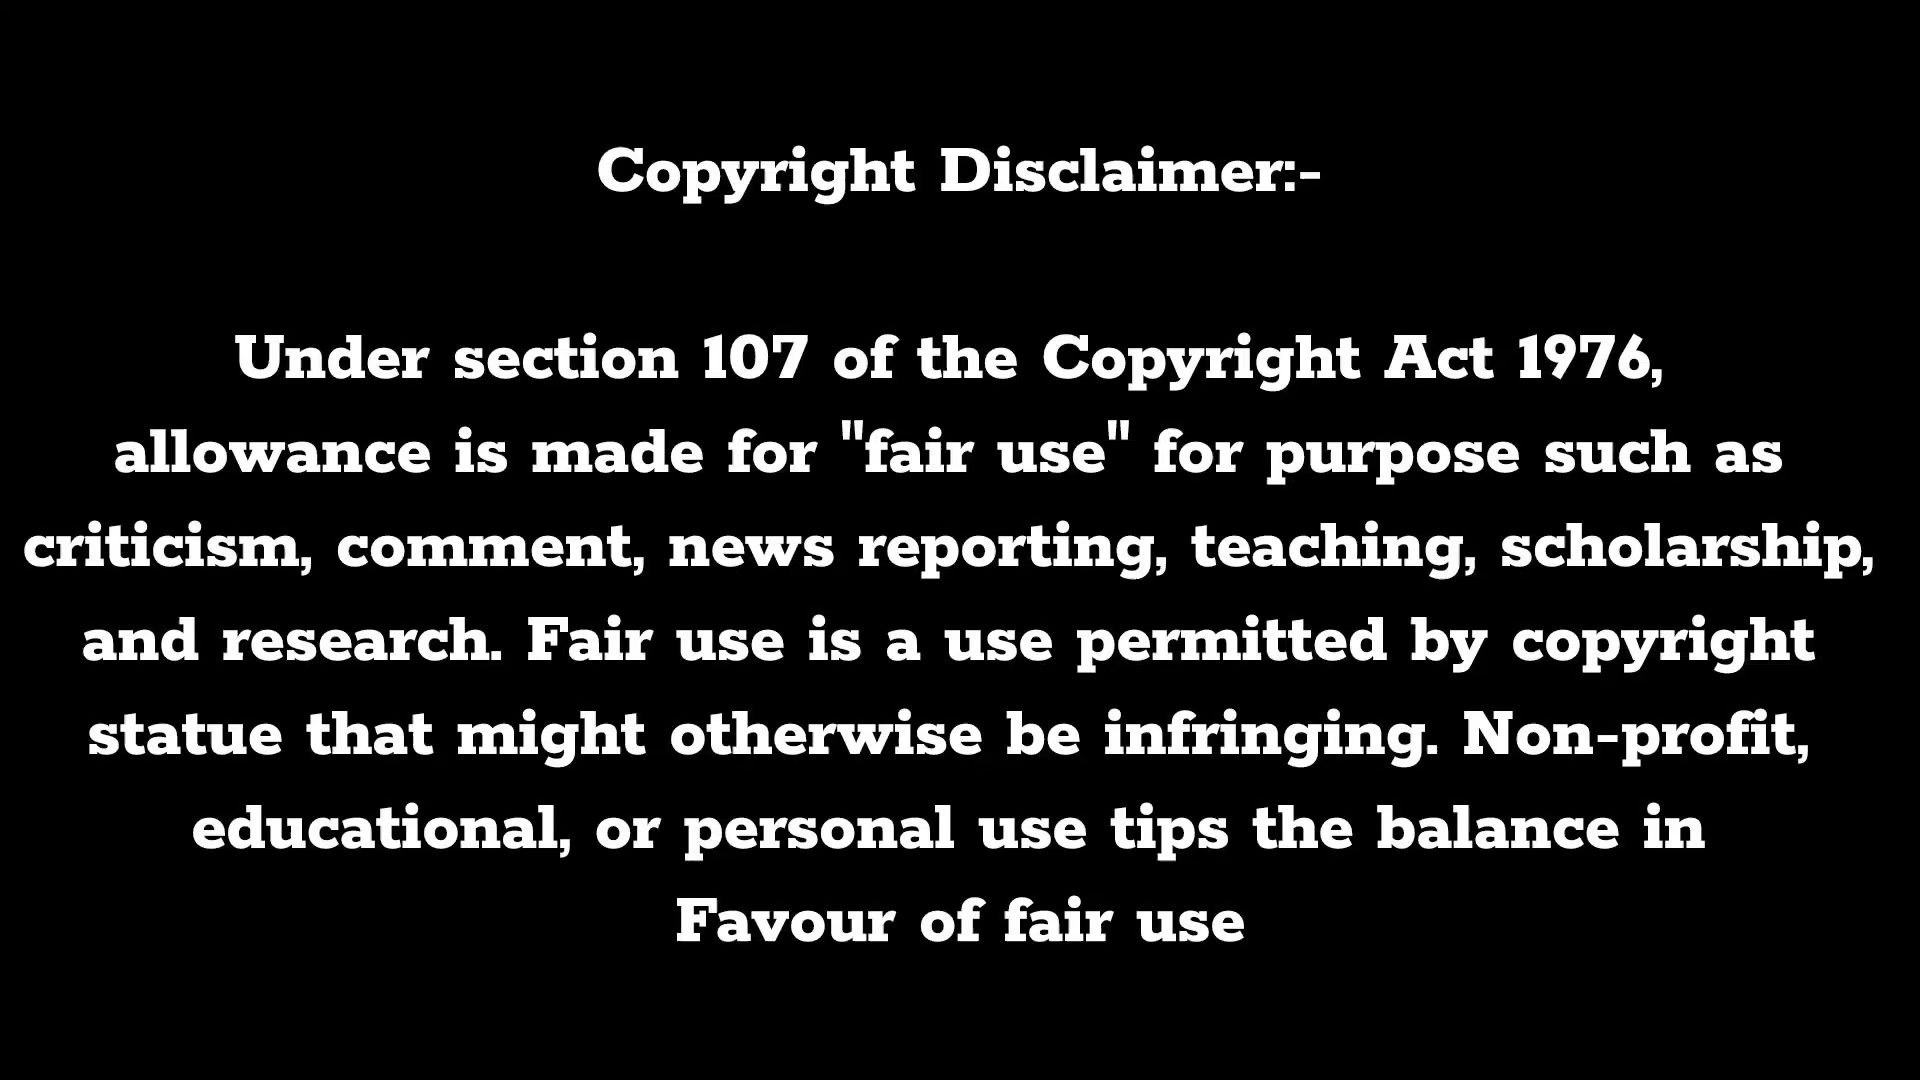 Copyright Disclaimer:-
Under section 107 of the Copyright Act 1976,
allowance is made for "fair use" for purpose such as
criticism, comment, news reporting, teaching, scholarship,
and research. Fair use is a use permitted by copyright
statue that might otherwise be infringing. Non-profit,
educational, or personal use tips the balance in
Favour of fair use